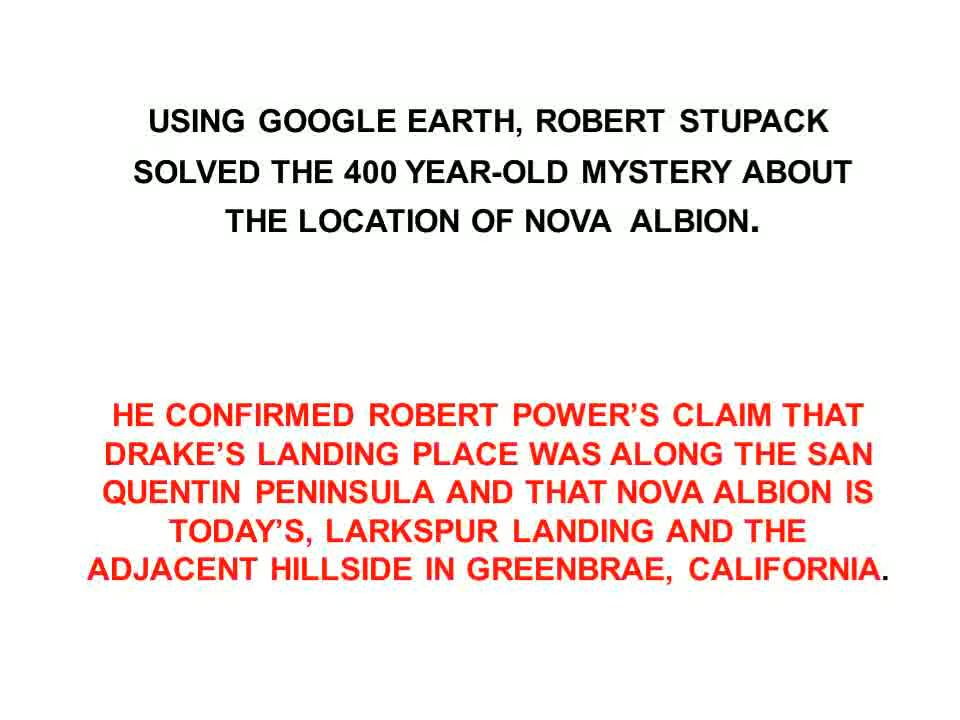 USING GOOGLE EARTH, ROBERT STUPACK
SOLVED THE 400 YEAR-OLD MYSTERY ABOUT
THE LOCATION OF NOVA  ALBION.
HE CONFIRMED ROBERT POWER’S CLAIM THAT
DRAKE’S LANDING PLACE WAS ALONG THE SAN
QUENTIN PENINSULA AND THAT NOVA ALBION IS
TODAY’S, LARKSPUR LANDING AND THE
ADJACENT HILLSIDE IN GREENBRAE, CALIFORNIA.